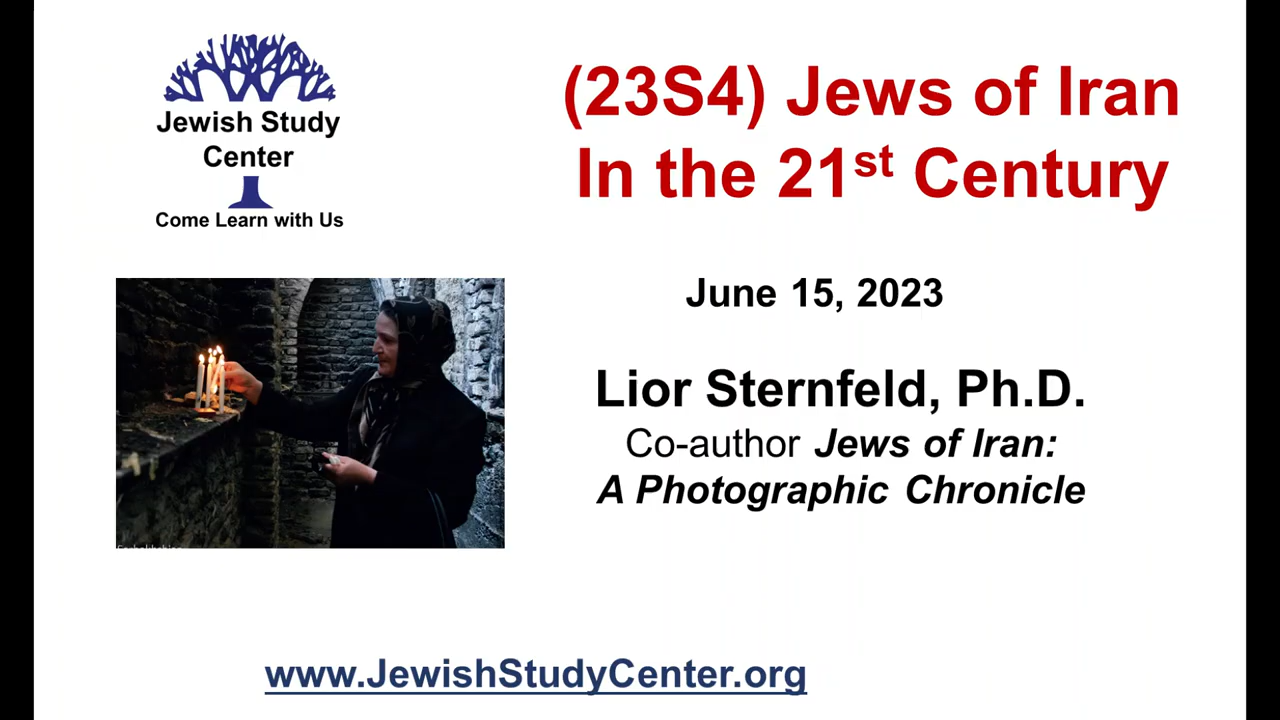 Jewish Study
Center
Come Learn with Us
(23S4) Jews of Iran
In the 21st Century
June 15, 2023
Lior Sternfeld, Ph.D.
Co-author Jews of Iran:
A Photographic Chronicle
www.JewishStudyCenter.org